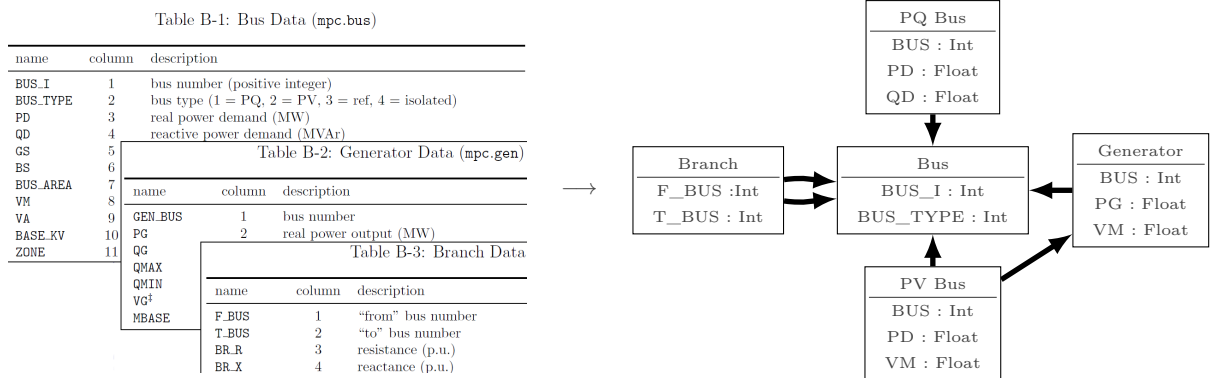 Table B-1: Bus Data (mpc.bus)
name column description
BUS_I 1 bus number (positive integer)
BUS_TYPE 2 bus type (1 = PQ, 2 = PV, 3 = ref, 4 = isolated)
PD 3 real power demand (MW)
QD 4 reactive power demand (MVAr)
GS 5
BS 6
BUS_AREA 7
VM 8
VA 9
BASE_KV 10
ZONE 11
Table B-2: Generator Data (mpc.gen)
name column description
GEN_BUS 1 bus number
PG 2 real power output (MW)
QG
QMAX
QMIN
VG‡
MBASE
Table B-3: Branch Data
name column description
F_BUS 1 “from” bus number
T_BUS 2 “to” bus number
BR_R 3 resistance (p.u.)
BR_X 4 reactance (p.u.)
→
PQ Bus
BUS : Int
PD : Float
QD : Float
Branch
F_BUS :Int
T_BUS : Int
Bus
BUS_I : Int
BUS_TYPE : Int
Generator
BUS : Int
PG : Float
VM : Float
PV Bus
BUS : Int
PD : Float
VM : Float